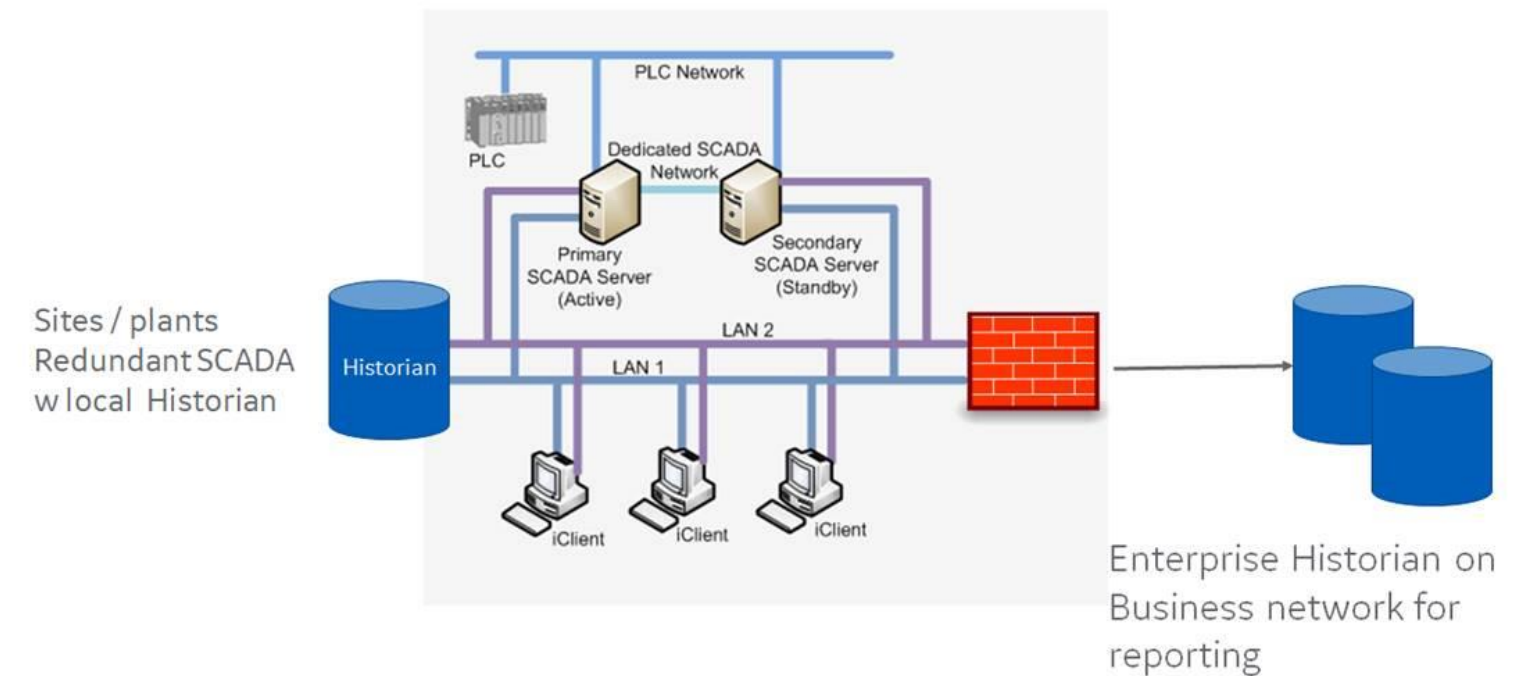 PLC Network
PLC
Dedicated SCADA
Network
Primary
SCADA Server
(Active)
Secondary
SCADA Server
(Standby)
Sites / plants
Redundant SCADA
w local Historian
Historian
LAN 2
LAN 1
iClient
iClient
iClient
Enterprise Historian on
Business network for
reporting